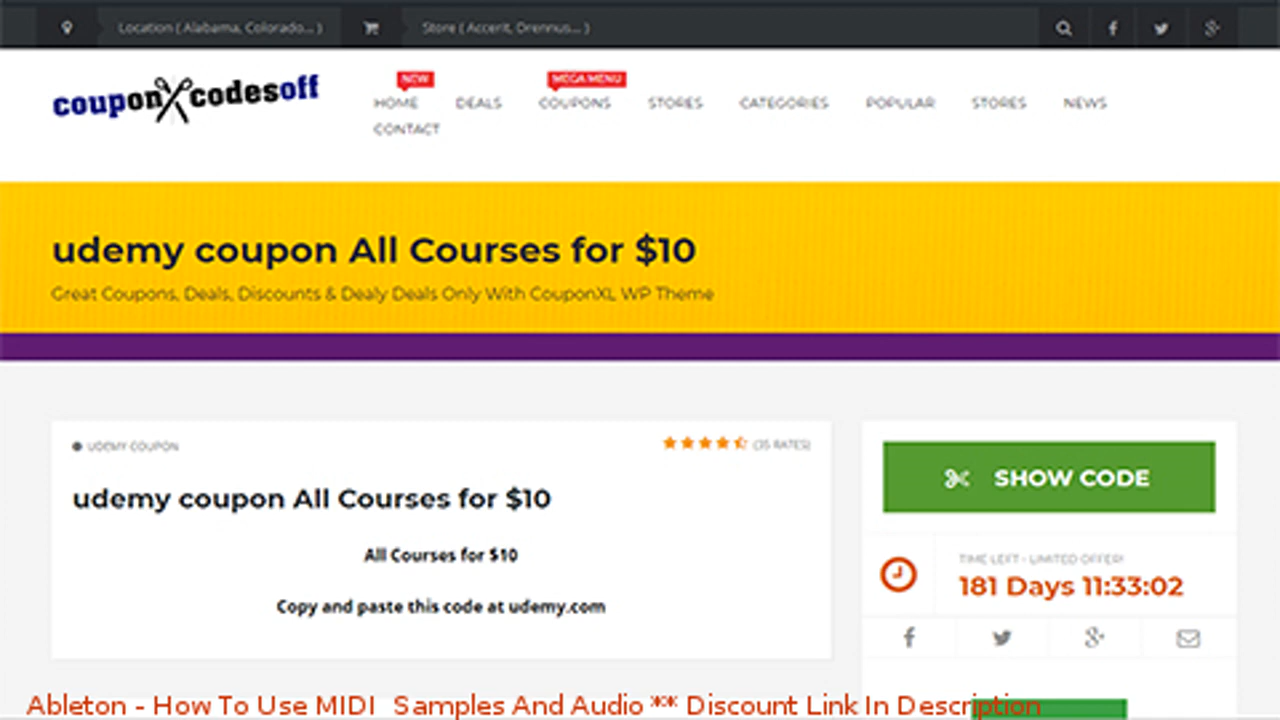 Location ( Alabama, Colorado... )
Store ( Accent, Drennus... )
couponcodesoff
NEW
MEGA MENU
HOME DEALS COUPONS STORES CATEGORIES POPULAR STORES NEWS
CONTACT
udemy coupon All Courses for $10
Great Coupons, Deals, Discounts & Dealy Deals Only With CouponXL WP Theme
UDEMY COUPON
(35 RATES)
udemy coupon All Courses for $10
All Courses for $10
Copy and paste this code at udemy.com
SHOW CODE
TIME LEFT - LIMITED OFFER!
181 Days 11:33:02
Ableton - How To Use MIDI Samples And Audio ** Discount Link In Description